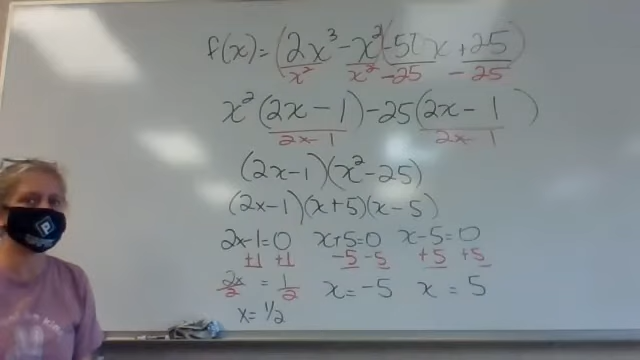 f(x) = (2x³ - x²)(-50x + 25)
x² x² -25 -25
x²(2x - 1) - 25(2x - 1)
2x-1 2x-1
(2x-1)(x² - 25)
(2x-1)(x+5)(x-5)
2x-1=0 x+5=0 x-5=0
+1 +1 -5 -5 +5 +5
2x/2 = 1/2 x=-5 x = 5
x= 1/2
P